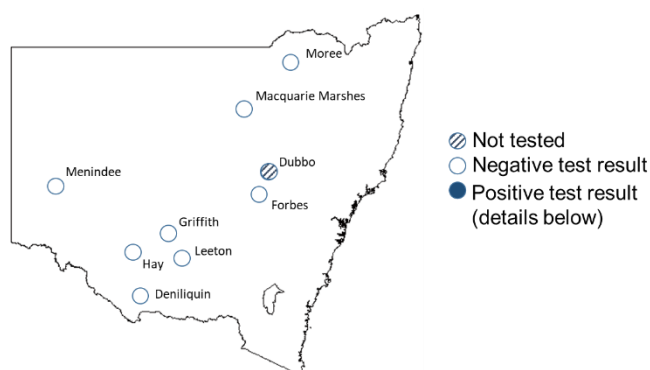 Moree
Macquarie Marshes
Dubbo
Menindee
Forbes
Griffith
Leeton
Hay
Deniliquin
Not tested
Negative test result
Positive test result
(details below)